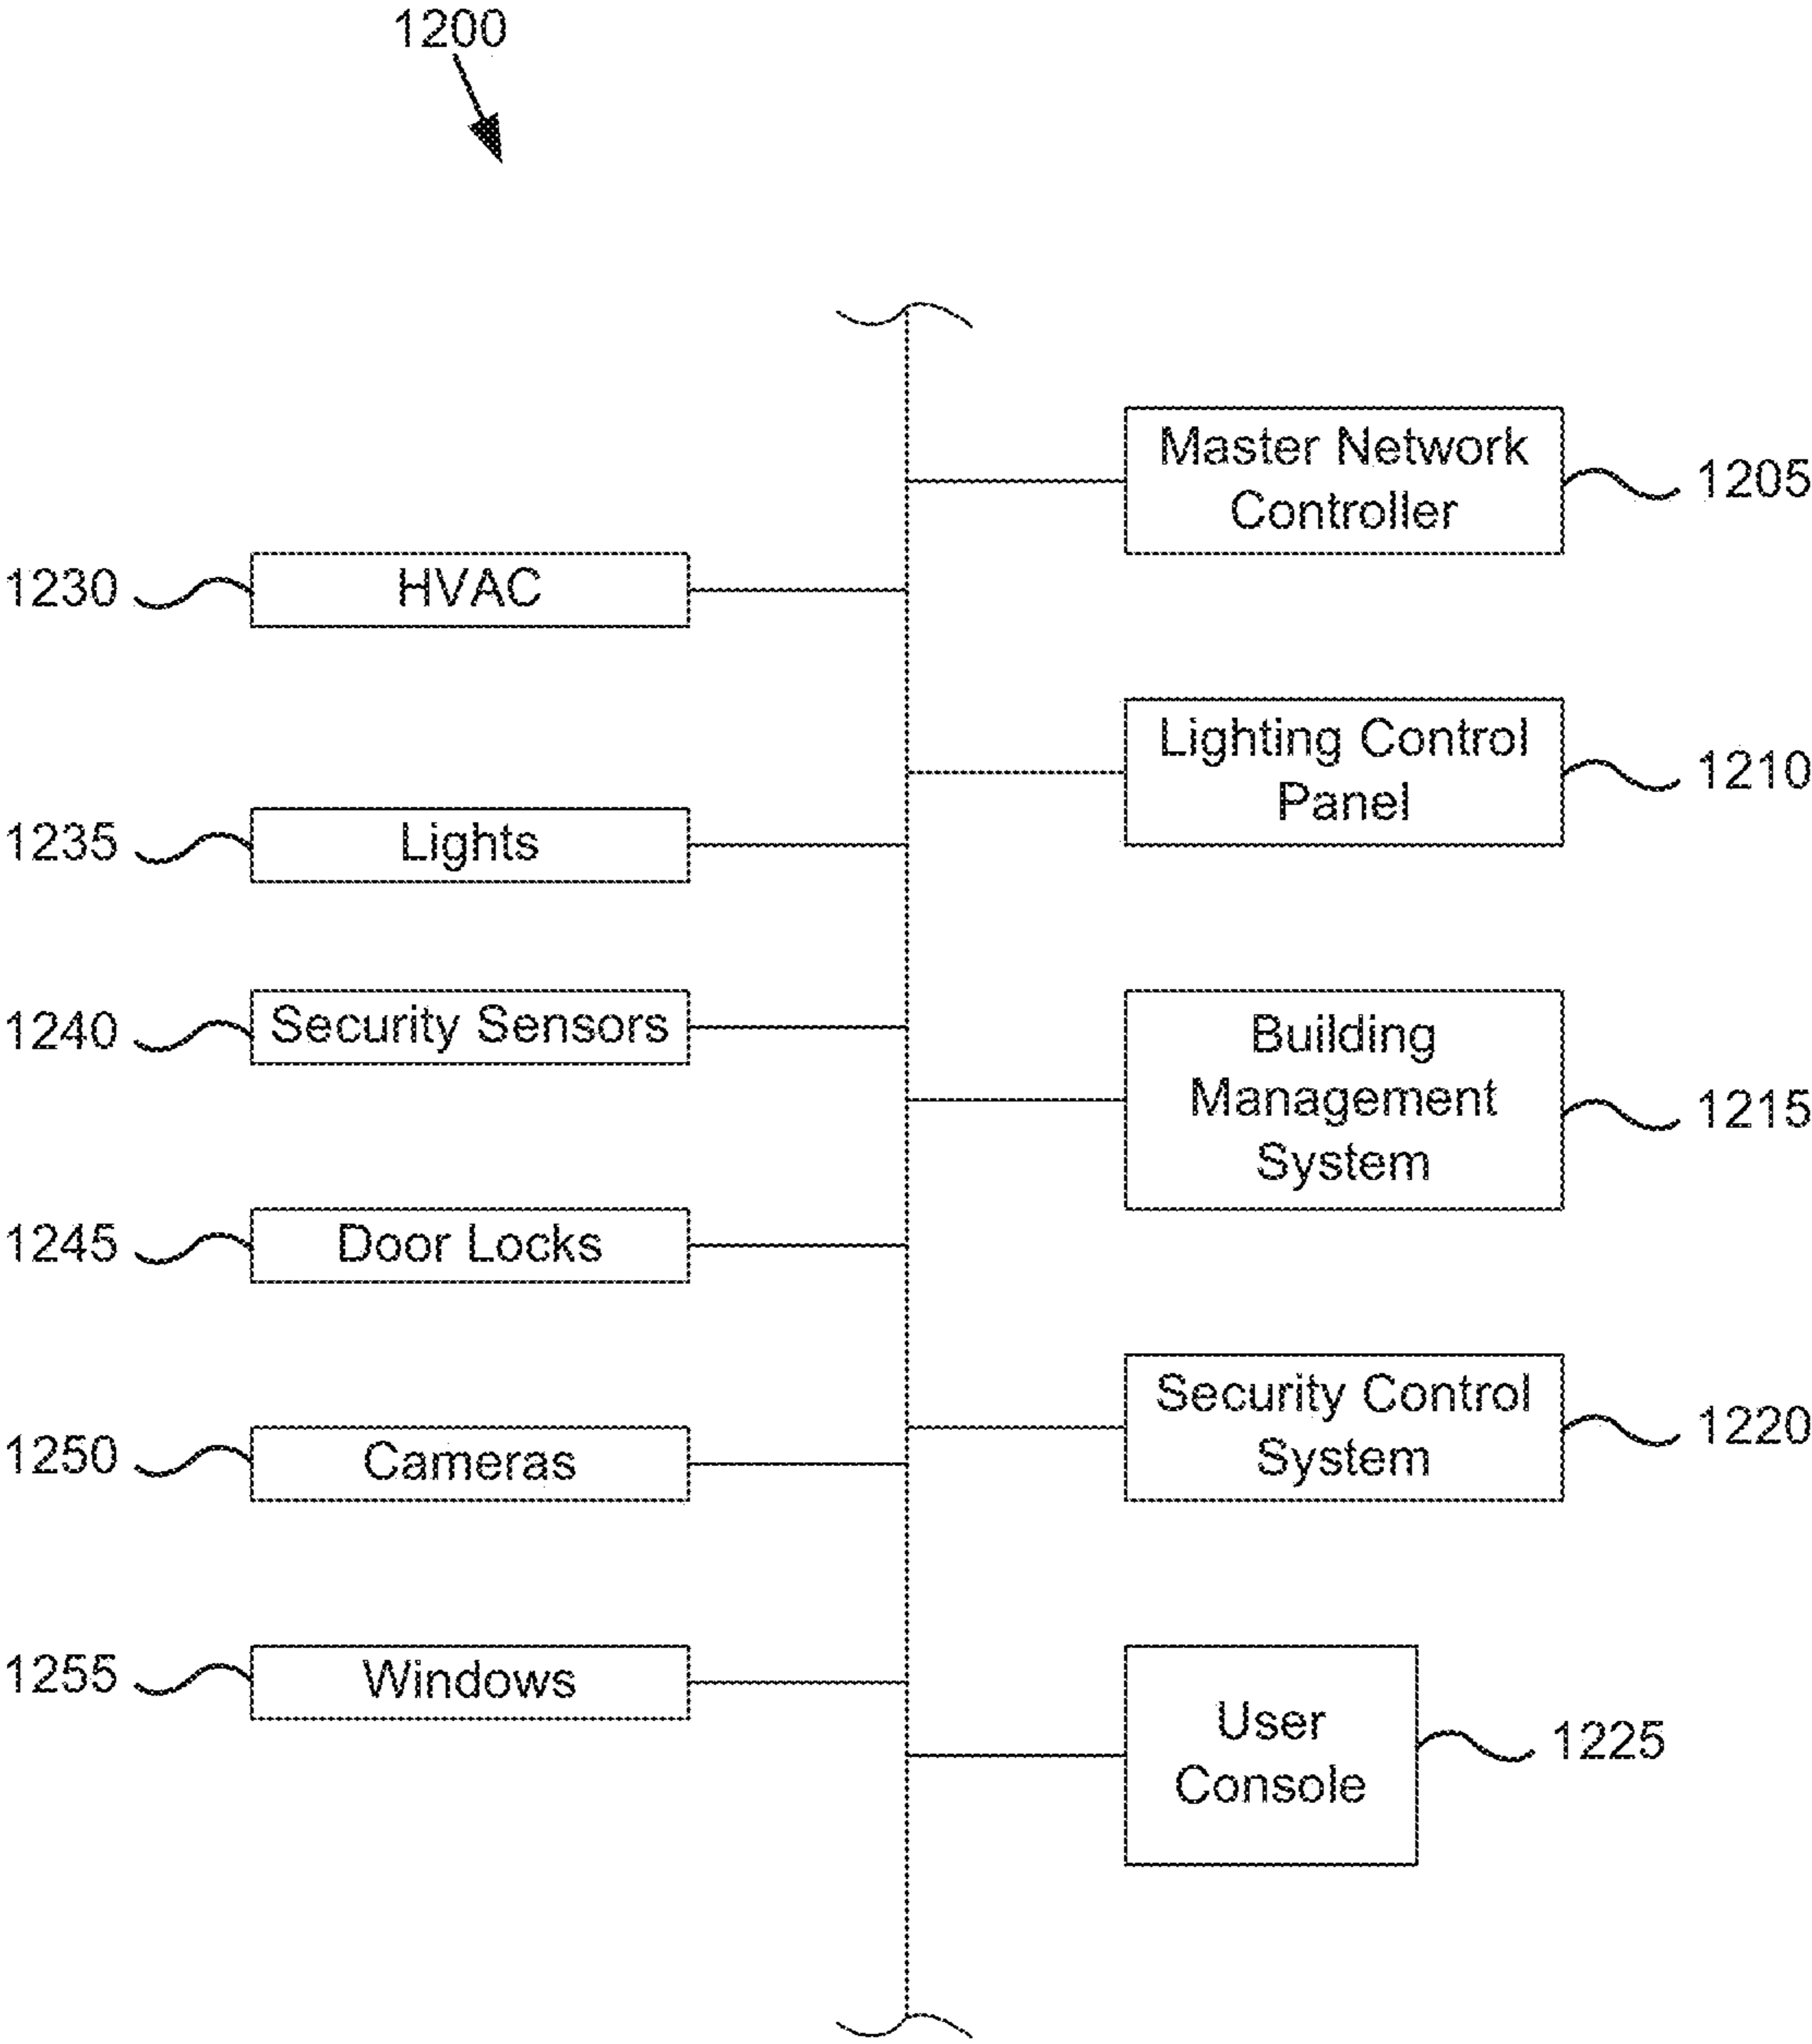 1200
Master Network
Controller
1205
1230
HVAC
Lighting Control
Panel
1210
1235
Lights
1240
Security Sensors
Building
Management
System
1215
1245
Door Locks
Security Control
System
1220
1250
Cameras
1255
Windows
User
Console
1225